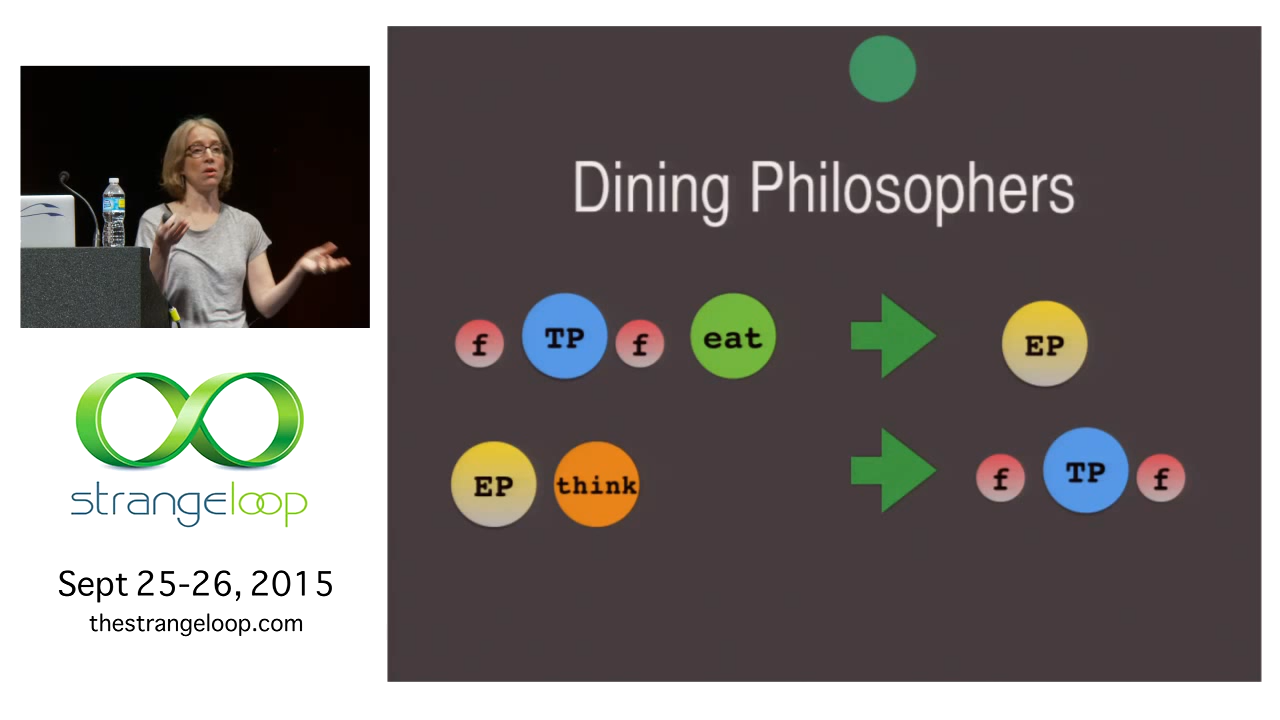 Dining Philosophers
f TP f eat EP
EP think f TP f
strangeloop
Sept 25-26, 2015
thestrangeloop.com